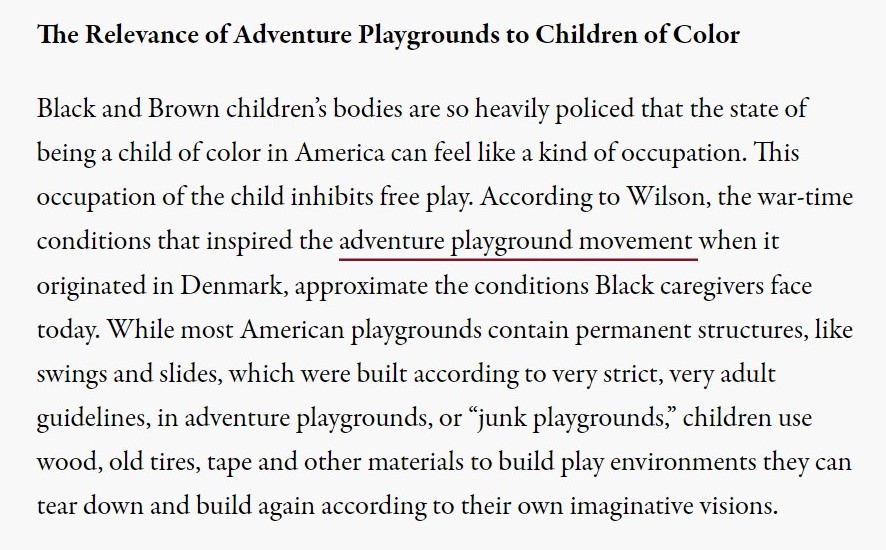 The Relevance of Adventure Playgrounds to Children of Color
Black and Brown children’s bodies are so heavily policed that the state of
being a child of color in America can feel like a kind of occupation. This
occupation of the child inhibits free play. According to Wilson, the war-time
conditions that inspired the adventure playground movement when it
originated in Denmark, approximate the conditions Black caregivers face
today. While most American playgrounds contain permanent structures, like
swings and slides, which were built according to very strict, very adult
guidelines, in adventure playgrounds, or “junk playgrounds,” children use
wood, old tires, tape and other materials to build play environments they can
tear down and build again according to their own imaginative visions.